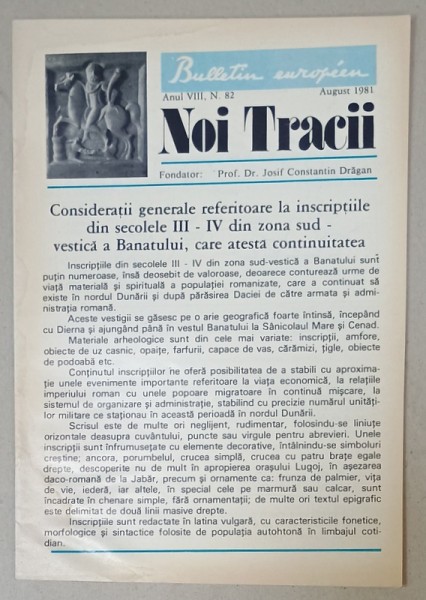 Bulletin européen
Anul VIII, N. 82 August 1981
Noi Tracii
Fondator: Prof. Dr. Josif Constantin Drăgan
Considerații generale referitoare la inscripțiile
din secolele III - IV din zona sud -
vestică a Banatului, care atestă continuitatea
Inscripțiile din secolele III - IV din zona sud-vestică a Banatului sunt
puțin numeroase, însă deosebit de valoroase, deoarece conturează urme de
viață materială și spirituală a populației romanizate, care a continuat să
existe în nordul Dunării și după părăsirea Daciei de către armata și admi-
nistrația romană.
Aceste vestigii se găsesc pe o arie geografică foarte întinsă, începând
cu Dierna și ajungând până în vestul Banatului la Sânicolaul Mare și Cenad.
Materiale arheologice sunt din cele mai variate: inscripții, amfore,
obiecte de uz casnic, opaițe, farfurii, capace de vas, cărămizi, țigle, obiecte
de podoabă etc.
Conținutul inscripțiilor ne oferă posibilitatea de a stabili cu aproxima-
ție unele evenimente importante referitoare la viața economică, la relațiile
imperiului roman cu unele popoare migratoare în continuă mișcare, la
sistemul de organizare și administrație, stabilind cu precizie numărul unități-
lor militare ce staționau în această perioadă în nordul Dunării.
Scrisul este de multe ori neglijent, rudimentar, folosindu-se liniuțe
orizontale deasupra cuvântului, puncte sau virgule pentru abrevieri. Unele
inscripții sunt înfrumusețate cu elemente decorative, întâlnindu-se simboluri
creștine; ancora, porumbelul, crucea simplă, crucea cu patru brațe egale
drepte, descoperite nu de mult în apropierea orașului Lugoj, în așezarea
daco-romană de la Jabăr, precum și ornamente ca: frunza de palmier, vița
de vie, iederă, iar altele, în special cele pe marmură sau calcar, sunt
încadrate în chenare simple, fără ornamentații; de multe ori textul epigrafic
este delimitat de două linii masive drepte.
Inscripțiile sunt redactate în latina vulgară, cu caracteristicile fonetice,
morfologice și sintactice folosite de populația autohtonă în limbajul coti-
dian.